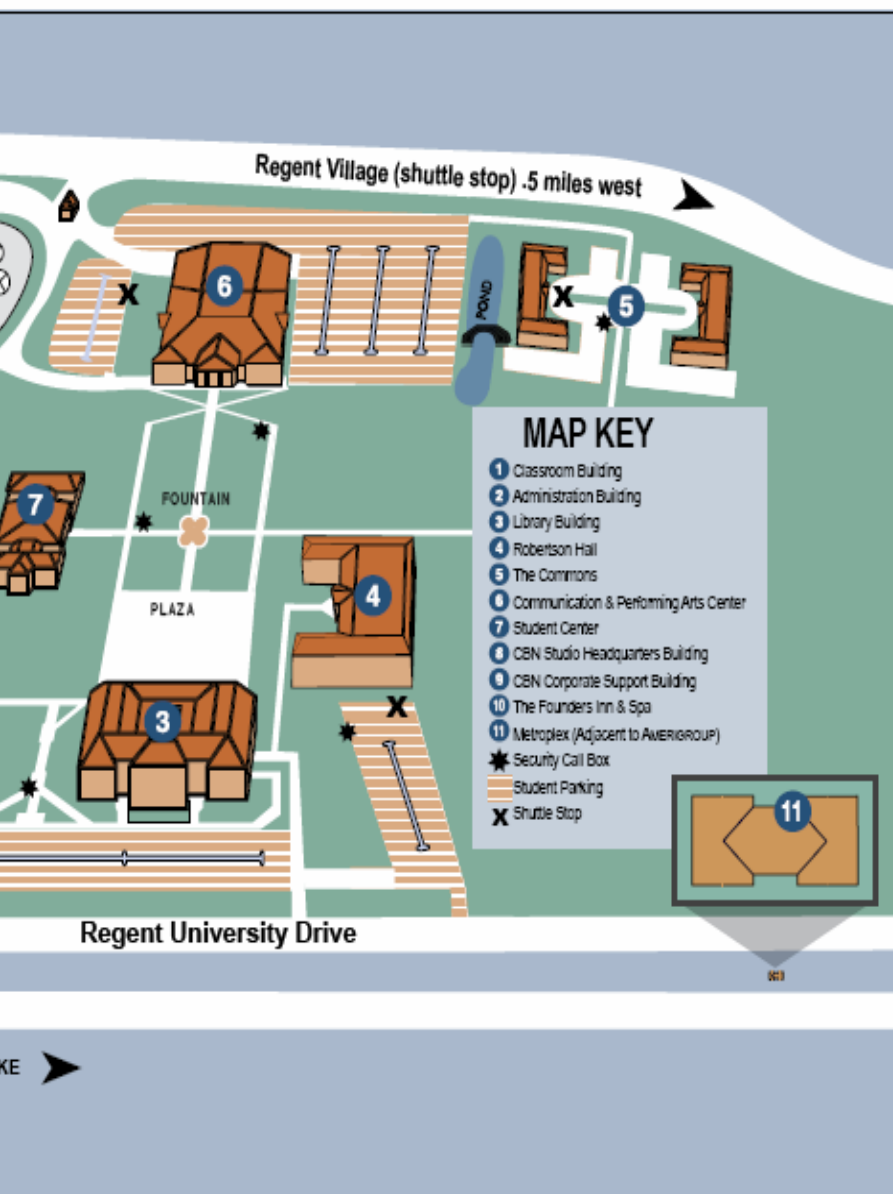 Regent Village (shuttle stop) .5 miles west
6
X
POND
X
5
7
FOUNTAIN
4
PLAZA
3
X
MAP KEY
1 Classroom Building
2 Administration Building
3 Library Building
4 Robertson Hall
5 The Commons
6 Communication & Performing Arts Center
7 Student Center
8 CBN Studio Headquarters Building
9 CBN Corporate Support Building
10 The Founders Inn & Spa
11 Metroplex (Adjacent to AMERIGROUP)
Security Call Box
Student Parking
X Shuttle Stop
11
Regent University Drive
KE